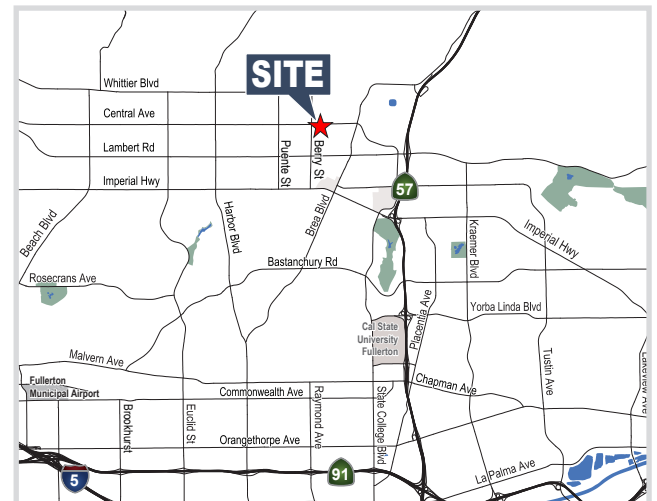 SITE
Whittier Blvd
Central Ave
Lambert Rd
Imperial Hwy
Puente St
Berry St
57
Beach Blvd
Harbor Blvd
Brea Blvd
Kraemer Blvd
Imperial Hwy
Bastanchury Rd
Rosecrans Ave
Placentia Ave
Yorba Linda Blvd
Cal State
University
Fullerton
Malvern Ave
Tustin Ave
Lakeview Ave
Fullerton
Municipal Airport
Commonwealth Ave
Chapman Ave
Brookhurst
Euclid St
Raymond Ave
State College Blvd
Orangethorpe Ave
La Palma Ave
5
91